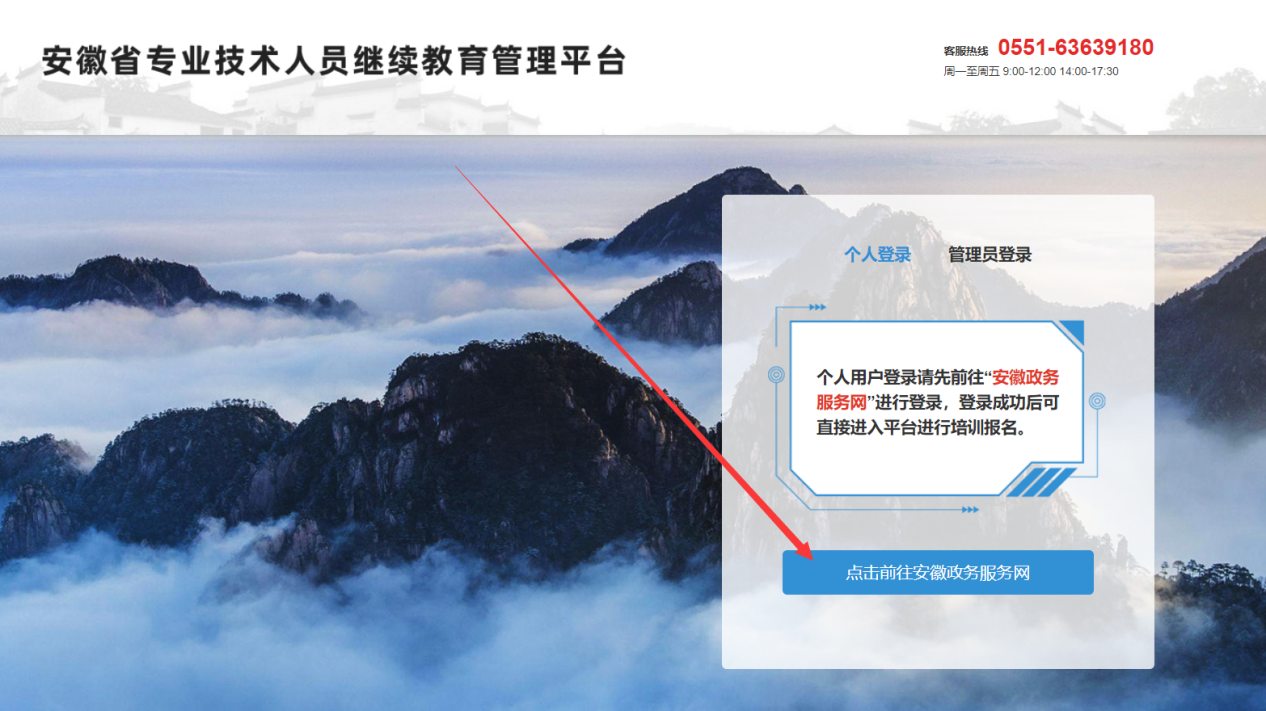 安徽省专业技术人员继续教育管理平台
客服热线 0551-63639180
周一至周五 9:00-12:00 14:00-17:30
个人登录 管理员登录
个人用户登录请先前往“安徽政务
服务网”进行登录，登录成功后可
直接进入平台进行培训报名。
点击前往安徽政务服务网